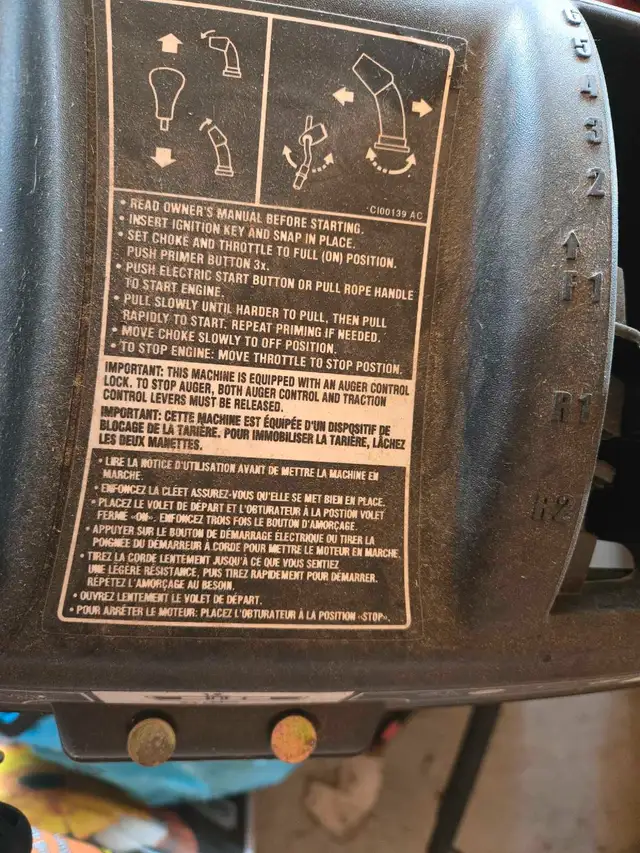 CI00139 AC
• READ OWNER'S MANUAL BEFORE STARTING.
• INSERT IGNITION KEY AND SNAP IN PLACE.
• SET CHOKE AND THROTTLE TO FULL (ON) POSITION.
PUSH PRIMER BUTTON 3x.
• PUSH ELECTRIC START BUTTON OR PULL ROPE HANDLE
TO START ENGINE.
• PULL SLOWLY UNTIL HARDER TO PULL, THEN PULL
RAPIDLY TO START. REPEAT PRIMING IF NEEDED.
• MOVE CHOKE SLOWLY TO OFF POSITION.
• TO STOP ENGINE: MOVE THROTTLE TO STOP POSTION.
IMPORTANT: THIS MACHINE IS EQUIPPED WITH AN AUGER CONTROL
LOCK. TO STOP AUGER, BOTH AUGER CONTROL AND TRACTION
CONTROL LEVERS MUST BE RELEASED.
IMPORTANT: CETTE MACHINE EST ÉQUIPÉE D'UN DISPOSITIF DE
BLOCAGE DE LA TARIÈRE. POUR IMMOBILISER LA TARIÈRE, LÂCHEZ
LES DEUX MANETTES.
• LIRE LA NOTICE D'UTILISATION AVANT DE METTRE LA MACHINE EN
MARCHE.
• ENFONCEZ LA CLÉET ASSUREZ-VOUS QU'ELLE SE MET BIEN EN PLACE.
• PLACEZ LE VOLET DE DÉPART ET L'OBTURATEUR À LA POSTION VOLET
FERME «ON». ENFONCEZ TROIS FOIS LE BOUTON D'AMORÇAGE.
• APPUYER SUR LE BOUTON DE DÉMARRAGE ÉLECTRIQUE OU TIRER LA
POIGNÉE DU DÉMARREUR À CORDE POUR METTRE LE MOTEUR EN MARCHE.
• TIREZ LA CORDE LENTEMENT JUSQU'À CE QUE VOUS SENTIEZ
UNE LÉGÈRE RÉSISTANCE, PUIS TIREZ RAPIDEMENT POUR DÉMARRER.
RÉPÉTEZ L'AMORÇAGE AU BESOIN.
• OUVREZ LENTEMENT LE VOLET DE DÉPART.
• POUR ARRÊTER LE MOTEUR: PLACEZ L'OBTURATEUR À LA POSITION «STOP».
6
5
4
3
2
F1
R1
R2